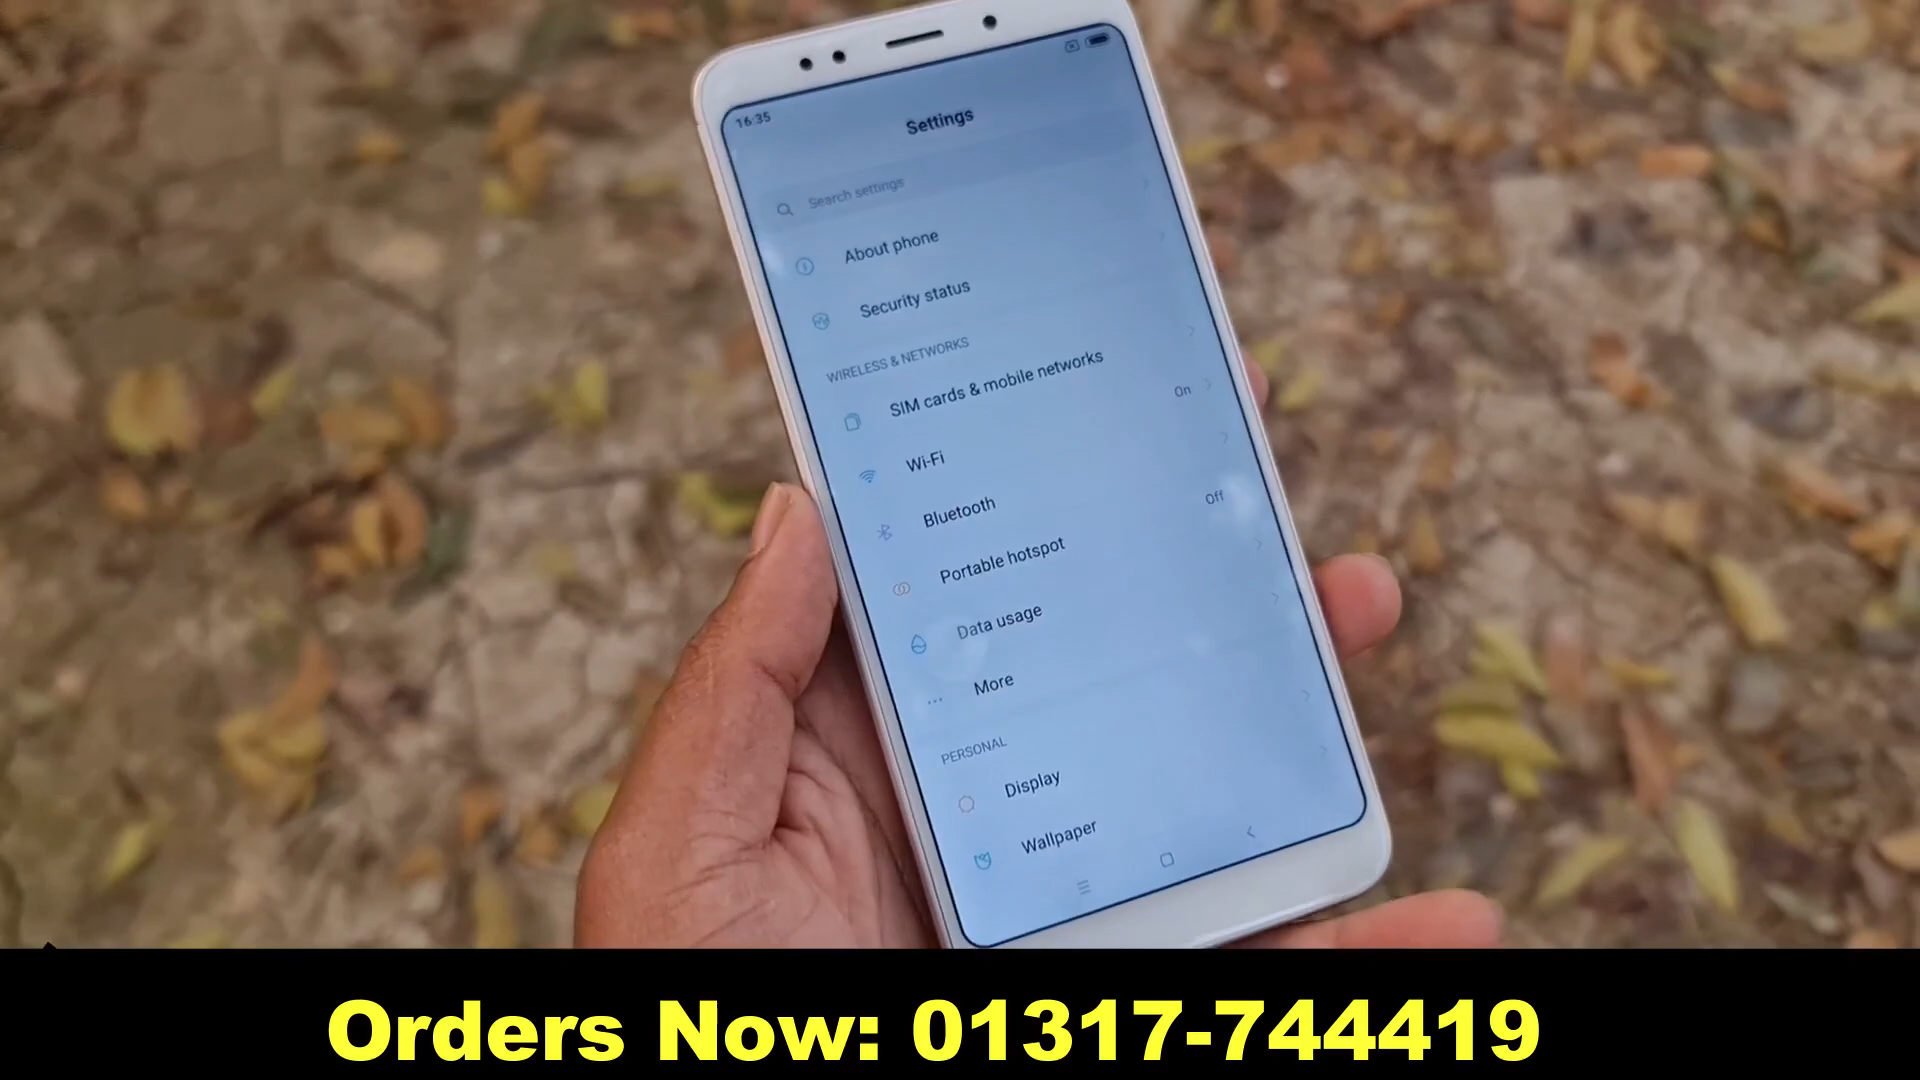 16:35
Settings
Search settings
About phone
Security status
WIRELESS & NETWORKS
SIM cards & mobile networks
Wi-Fi
On
Bluetooth
Portable hotspot
Off
Data usage
More
PERSONAL
Display
Wallpaper
Orders Now: 01317-744419